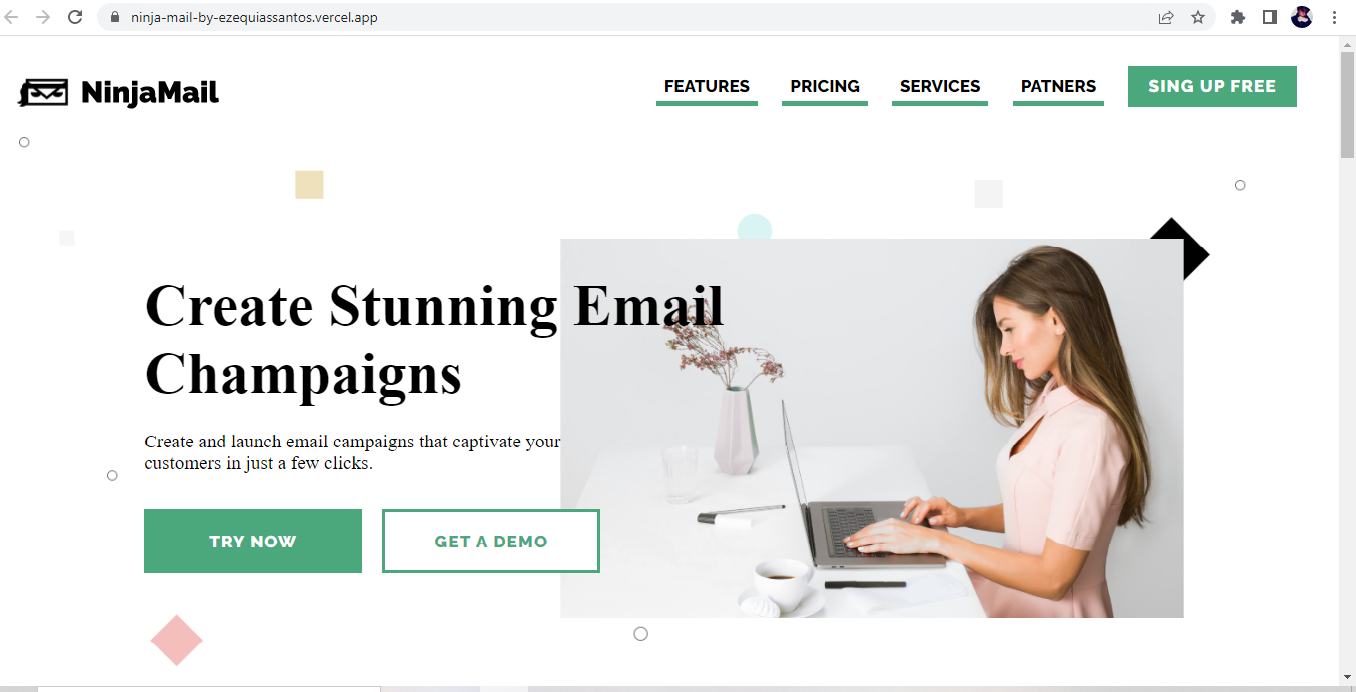 ninja-mail-by-ezequiassantos.vercel.app
NinjaMail
FEATURES PRICING SERVICES PATNERS SING UP FREE
Create Stunning Email
Champaigns
Create and launch email campaigns that captivate your
customers in just a few clicks.
TRY NOW GET A DEMO